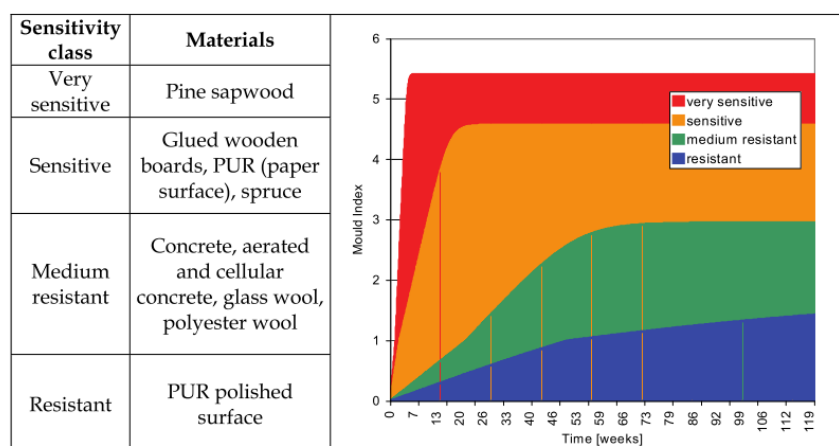 Sensitivity
class
Materials
Very
sensitive
Pine sapwood
Sensitive
Glued wooden
boards, PUR (paper
surface), spruce
Medium
resistant
Concrete, aerated
and cellular
concrete, glass wool,
polyester wool
Resistant
PUR polished
surface
6
5
4
3
2
1
0
Mould Index
very sensitive
sensitive
medium resistant
resistant
0
7
13
20
26
33
40
46
53
59
66
73
79
86
92
99
106
112
119
Time [weeks]